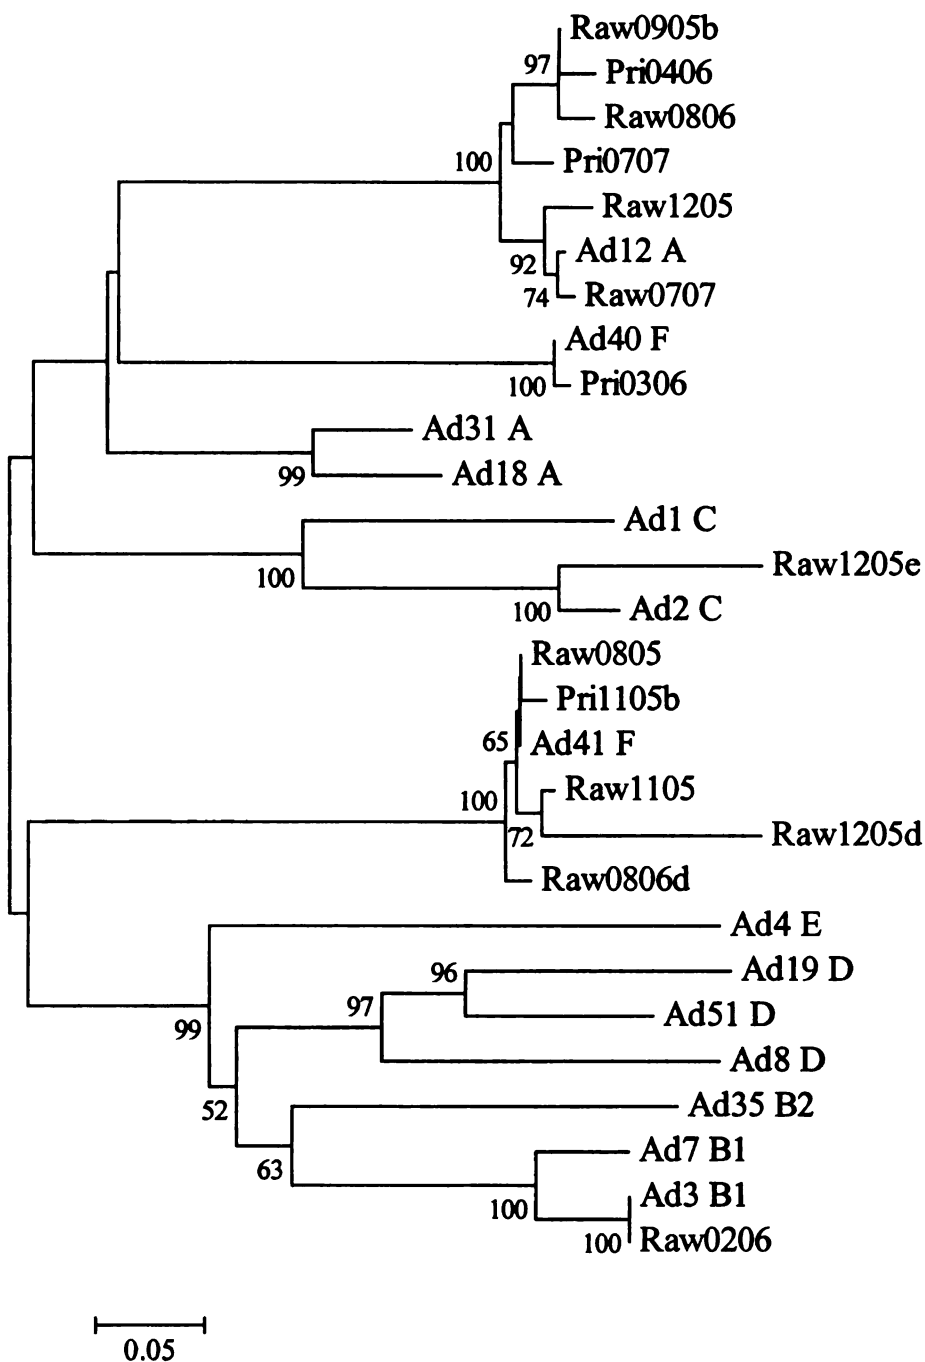 Raw0905b
97
Pri0406
Raw0806
Pri0707
100
Raw1205
Ad12 A
92
Raw0707
74
Ad40 F
Pri0306
100
Ad31 A
Ad18 A
99
Ad1 C
Raw1205e
100
Ad2 C
100
Raw0805
Pri1105b
Ad41 F
65
Raw1105
100
Raw1205d
72
Raw0806d
Ad4 E
Ad19 D
96
Ad51 D
97
99
Ad8 D
Ad35 B2
52
Ad7 B1
63
Ad3 B1
100
Raw0206
100
0.05